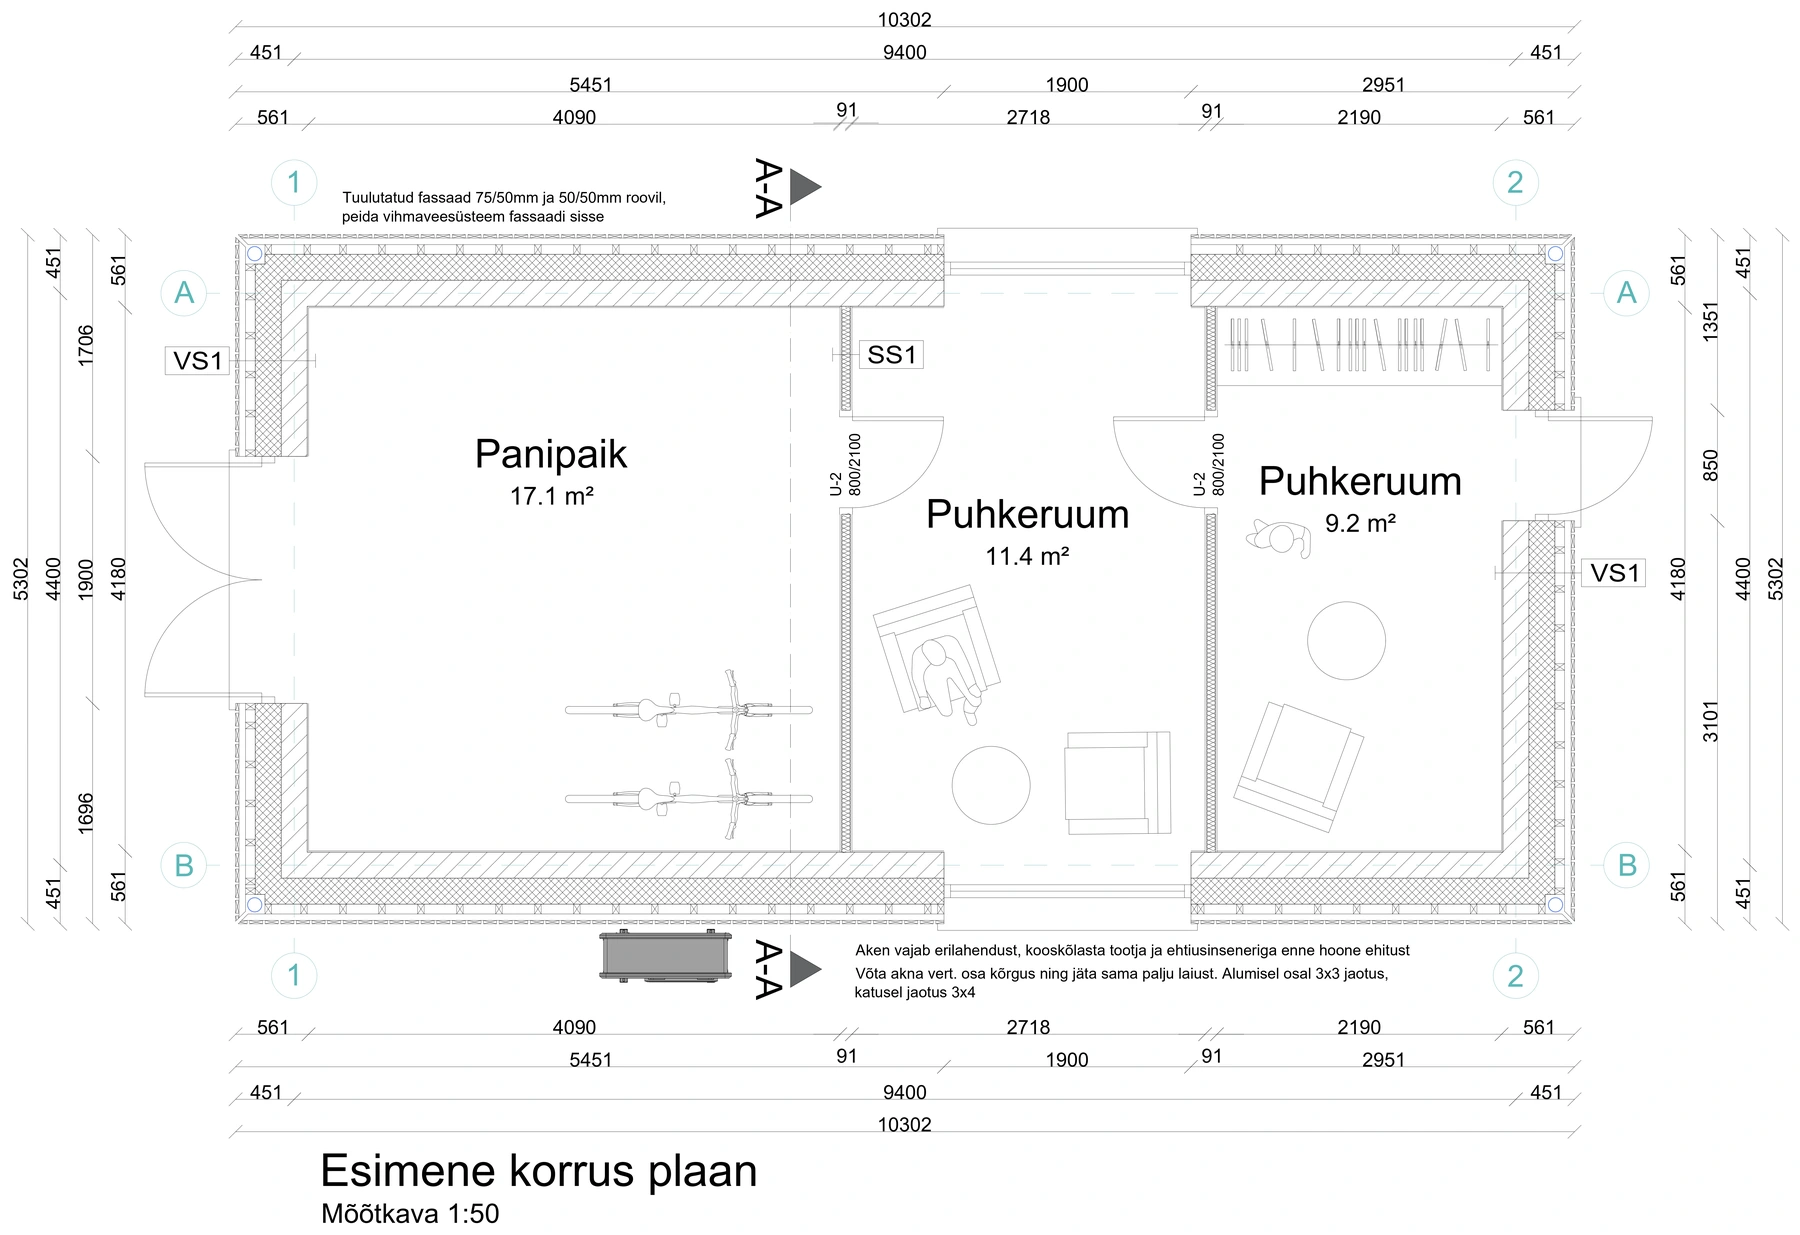 10302
451 9400 451
5451 1900 2951
561 4090 91 2718 91 2190 561
1 A-A 2
Tuulutatud fassaad 75/50mm ja 50/50mm roovil,
peida vihmaveesüsteem fassaadi sisse
451 561 561 451
A A
1706 1351
VS1 SS1
Panipaik
17.1 m²
U-2
800/2100
U-2
800/2100
Puhkeruum
9.2 m²
850
Puhkeruum
11.4 m²
5302 4400 1900 4180 4180 4400 5302
VS1
3101
1696
B B
451 561 561 451
1 A-A 2
Aken vajab erilahendust, kooskõlasta tootja ja ehtiusinseneriga enne hoone ehitust
Võta akna vert. osa kõrgus ning jäta sama palju laiust. Alumisel osal 3x3 jaotus,
katusel jaotus 3x4
561 4090 2718 2190 561
5451 91 1900 91 2951
451 9400 451
10302
Esimene korrus plaan
Mõõtkava 1:50